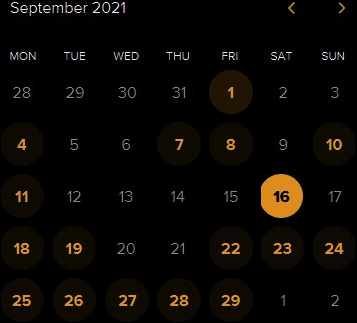 September 2021
MON TUE WED THU FRI SAT SUN
28 29 30 31 1 2 3
4 5 6 7 8 9 10
11 12 13 14 15 16 17
18 19 20 21 22 23 24
25 26 27 28 29 1 2